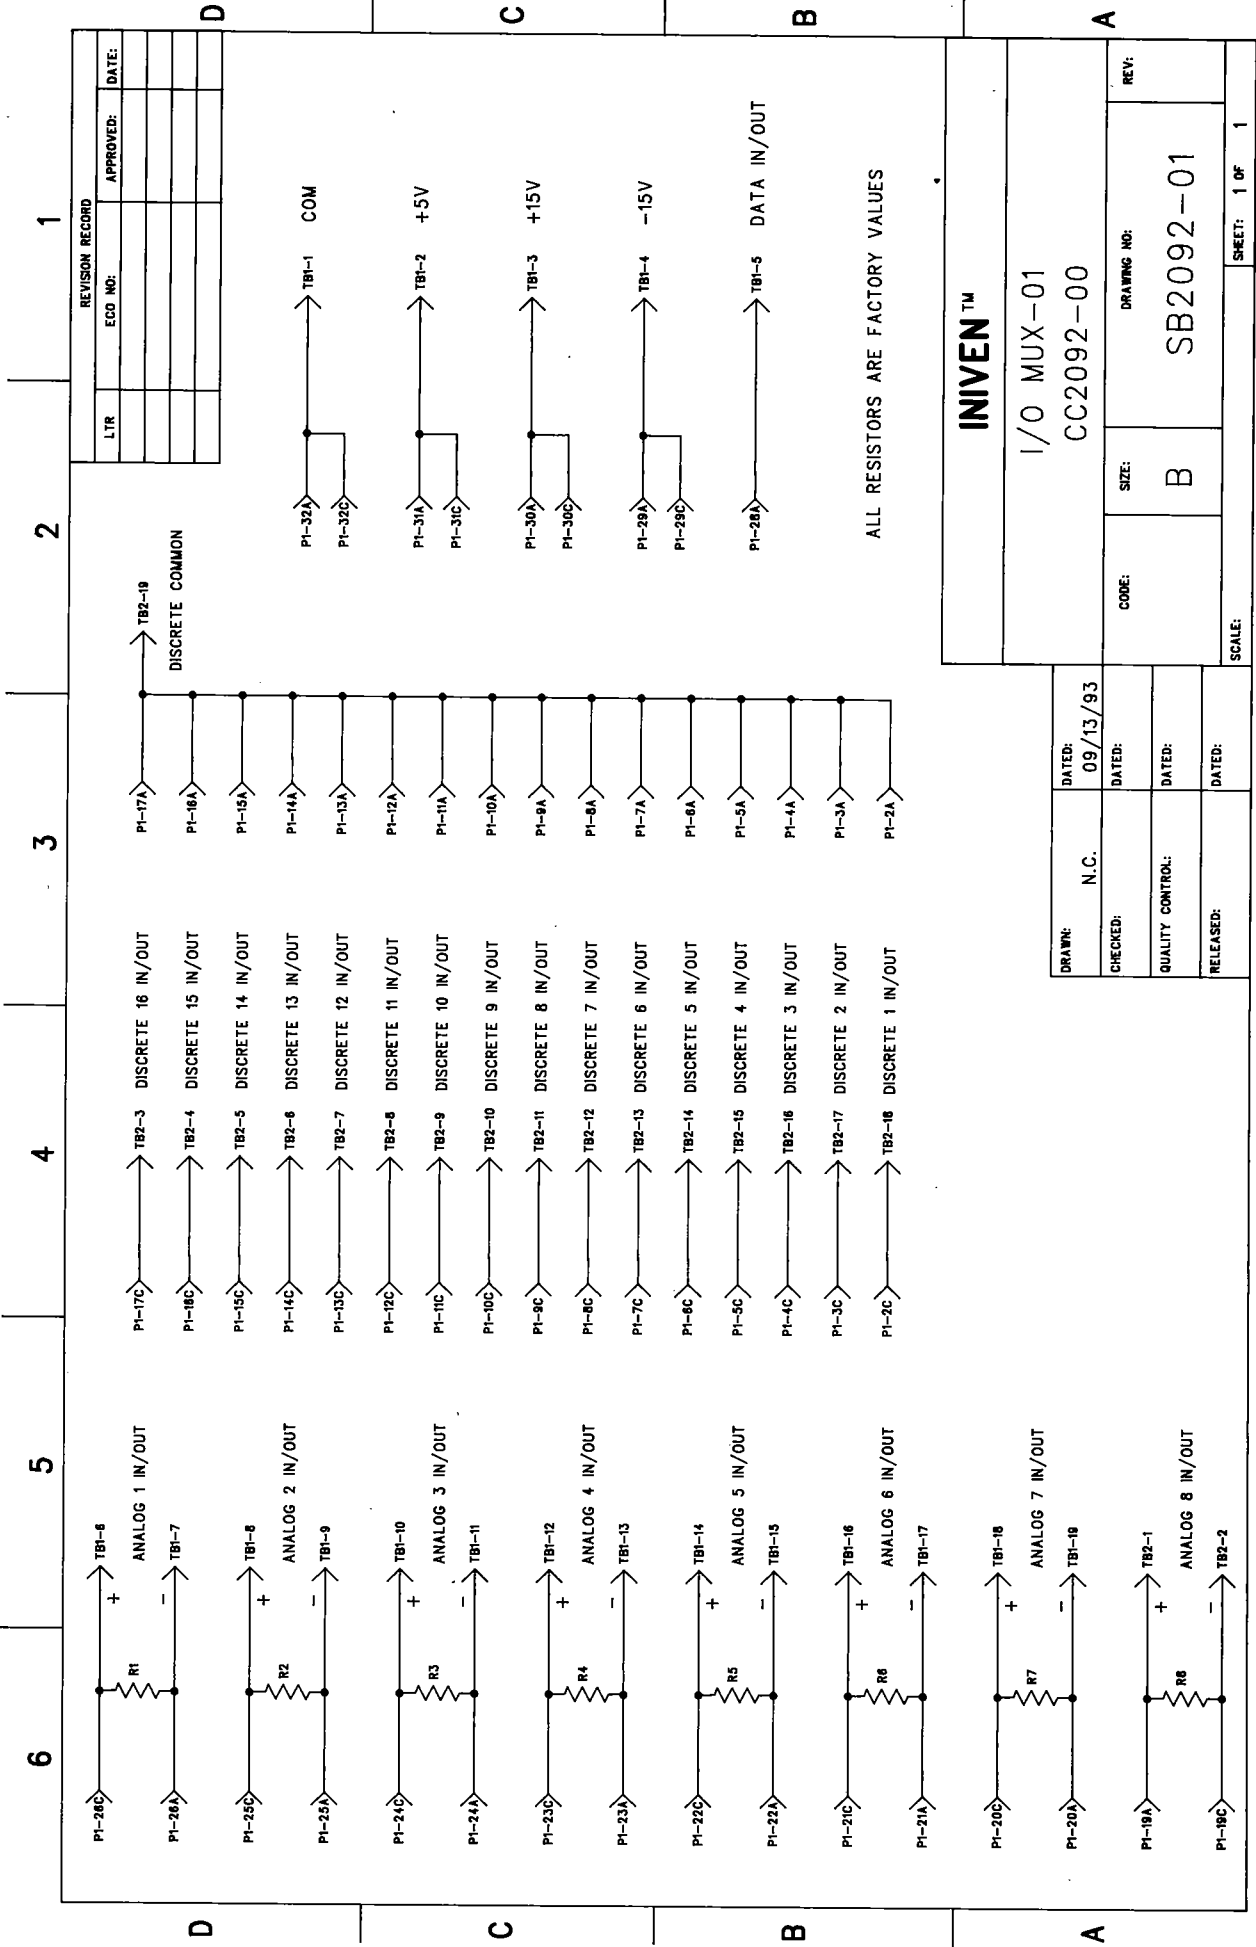 6 5 4 3 2 1
D
C
B
A
D
C
B
A
REVISION RECORD
LTR ECO NO: APPROVED: DATE:
P1-26C TB1-6
+
R1 ANALOG 1 IN/OUT
-
P1-26A TB1-7
P1-25C TB1-8
+
R2 ANALOG 2 IN/OUT
-
P1-25A TB1-9
P1-24C TB1-10
+
R3 ANALOG 3 IN/OUT
-
P1-24A TB1-11
P1-23C TB1-12
+
R4 ANALOG 4 IN/OUT
-
P1-23A TB1-13
P1-22C TB1-14
+
R5 ANALOG 5 IN/OUT
-
P1-22A TB1-15
P1-21C TB1-16
+
R6 ANALOG 6 IN/OUT
-
P1-21A TB1-17
P1-20C TB1-18
+
R7 ANALOG 7 IN/OUT
-
P1-20A TB1-19
P1-19A TB2-1
+
R8 ANALOG 8 IN/OUT
-
P1-19C TB2-2
P1-17C TB2-3 DISCRETE 16 IN/OUT
P1-16C TB2-4 DISCRETE 15 IN/OUT
P1-15C TB2-5 DISCRETE 14 IN/OUT
P1-14C TB2-6 DISCRETE 13 IN/OUT
P1-13C TB2-7 DISCRETE 12 IN/OUT
P1-12C TB2-8 DISCRETE 11 IN/OUT
P1-11C TB2-9 DISCRETE 10 IN/OUT
P1-10C TB2-10 DISCRETE 9 IN/OUT
P1-9C TB2-11 DISCRETE 8 IN/OUT
P1-8C TB2-12 DISCRETE 7 IN/OUT
P1-7C TB2-13 DISCRETE 6 IN/OUT
P1-6C TB2-14 DISCRETE 5 IN/OUT
P1-5C TB2-15 DISCRETE 4 IN/OUT
P1-4C TB2-16 DISCRETE 3 IN/OUT
P1-3C TB2-17 DISCRETE 2 IN/OUT
P1-2C TB2-18 DISCRETE 1 IN/OUT
P1-17A TB2-19
DISCRETE COMMON
P1-16A
P1-15A
P1-14A
P1-13A
P1-12A
P1-11A
P1-10A
P1-9A
P1-8A
P1-7A
P1-6A
P1-5A
P1-4A
P1-3A
P1-2A
P1-32A TB1-1 COM
P1-32C
P1-31A TB1-2 +5V
P1-31C
P1-30A TB1-3 +15V
P1-30C
P1-29A TB1-4 -15V
P1-29C
P1-28A TB1-5 DATA IN/OUT
ALL RESISTORS ARE FACTORY VALUES
INIVEN TM
I/O MUX-01
CC2092-00
DRAWN: N.C. DATED: 09/13/93
CHECKED: DATED:
QUALITY CONTROL: DATED:
RELEASED: DATED:
CODE: SIZE: B DRAWING NO: SB2092-01 REV:
SCALE: SHEET: 1 OF 1